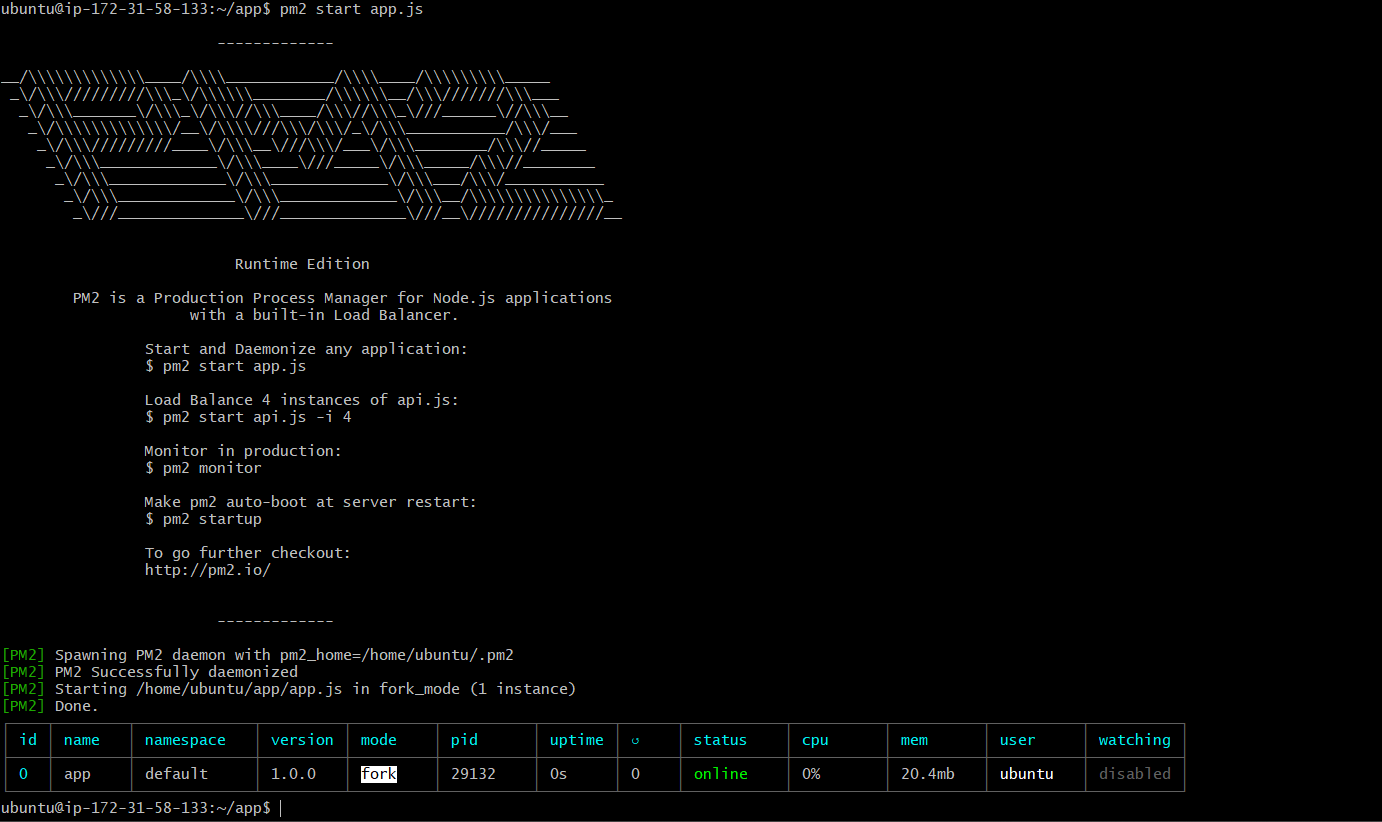 ubuntu@ip-172-31-58-133:~/app$ pm2 start app.js
-------------
__/\\\\\\\\\\\\\____/\\\\____________/\\\\____/\\\\\\\\\_____
_\/\\\/////////\\\_\/\\\\\\________/\\\\\\__/\\\///////\\\___
_\/\\\_______\/\\\_\/\\\//\\\____/\\\//\\\_\///______\//\\\__
_\/\\\\\\\\\\\\\/__\/\\\\///\\\/\\\/_\/\\\___________/\\\/___
_\/\\\/////////____\/\\\__\///\\\/___\/\\\________/\\\//_____
_\/\\\_____________\/\\\____\///_____\/\\\_____/\\\//________
_\/\\\_____________\/\\\_____________\/\\\___/\\\/___________
_\/\\\_____________\/\\\_____________\/\\\__/\\\\\\\\\\\\\\\_
_\///______________\///______________\///__\///////////////__
Runtime Edition
PM2 is a Production Process Manager for Node.js applications
with a built-in Load Balancer.
Start and Daemonize any application:
$ pm2 start app.js
Load Balance 4 instances of api.js:
$ pm2 start api.js -i 4
Monitor in production:
$ pm2 monitor
Make pm2 auto-boot at server restart:
$ pm2 startup
To go further checkout:
http://pm2.io/
-------------
[PM2] Spawning PM2 daemon with pm2_home=/home/ubuntu/.pm2
[PM2] PM2 Successfully daemonized
[PM2] Starting /home/ubuntu/app/app.js in fork_mode (1 instance)
[PM2] Done.
id name namespace version mode pid uptime ↺ status cpu mem user watching
0 app default 1.0.0 fork 29132 0s 0 online 0% 20.4mb ubuntu disabled
ubuntu@ip-172-31-58-133:~/app$